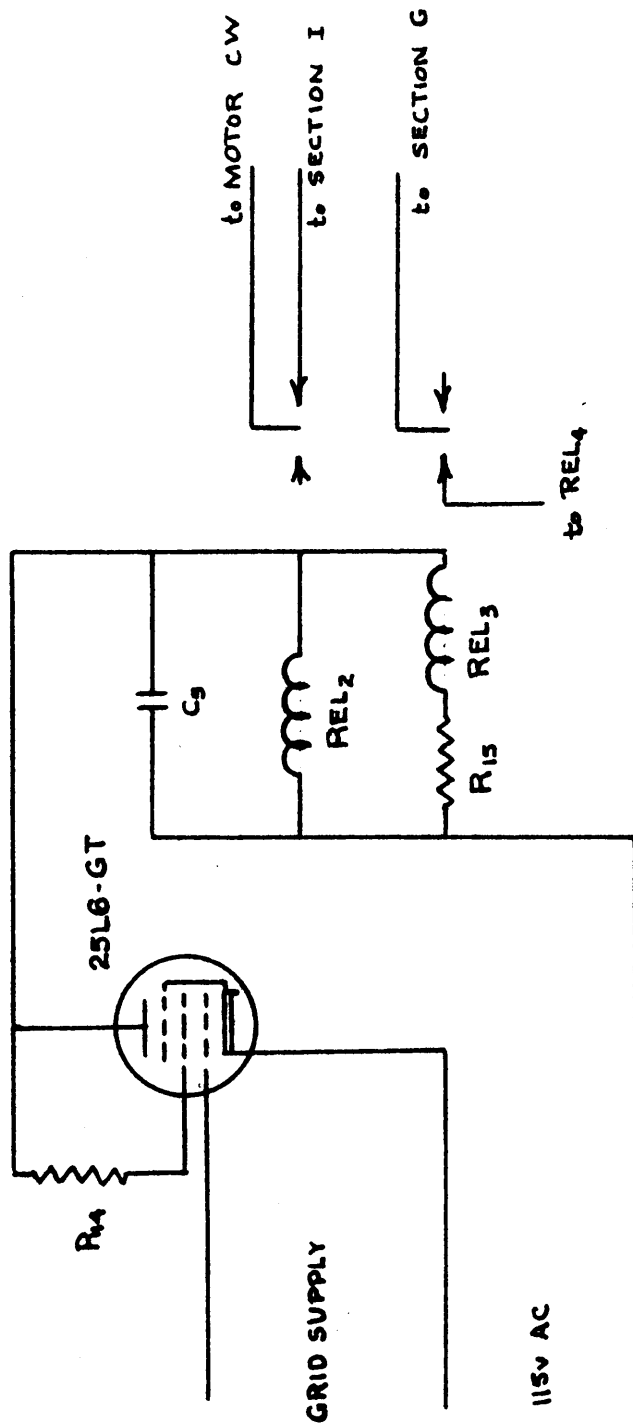 25L6-GT
R14
C5
REL2
R15
REL3
GRID SUPPLY
115v AC
to MOTOR CW
to SECTION I
to SECTION G
to REL4